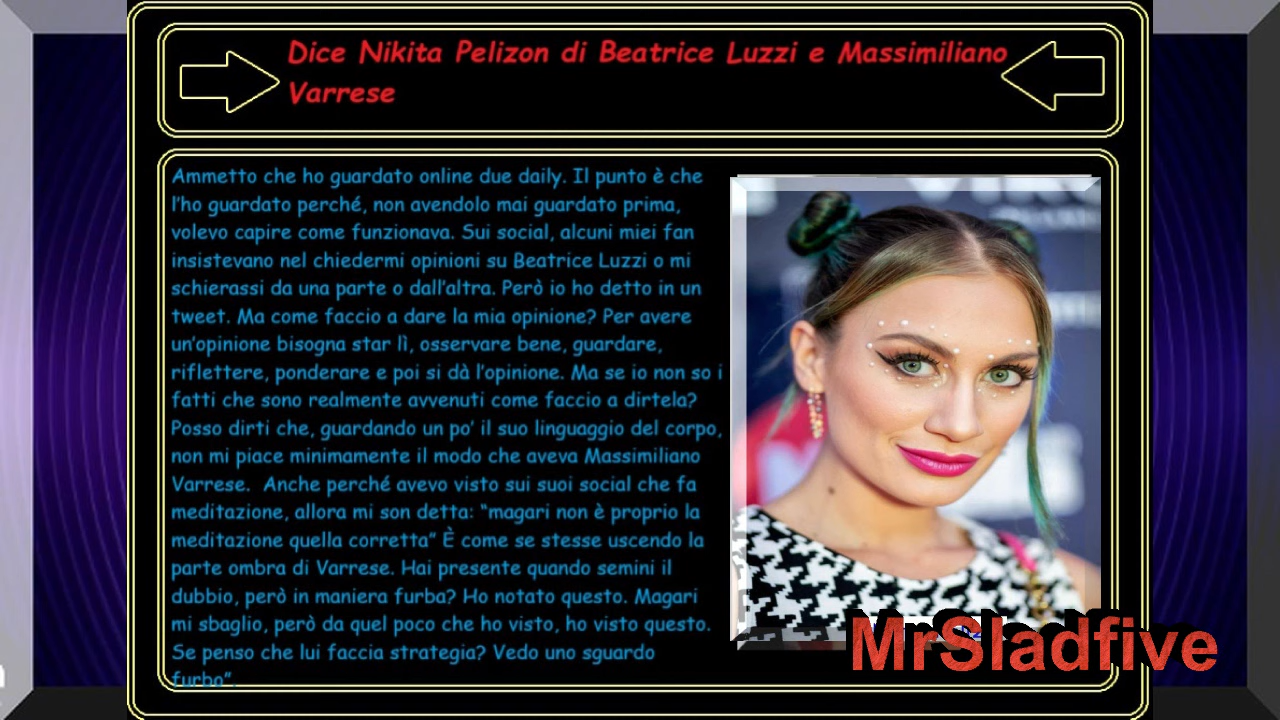 Dice Nikita Pelizon di Beatrice Luzzi e Massimiliano
Varrese
Ammetto che ho guardato online due daily. Il punto è che
l'ho guardato perché, non avendolo mai guardato prima,
volevo capire come funzionava. Sui social, alcuni miei fan
insistevano nel chiedermi opinioni su Beatrice Luzzi o mi
schierassi da una parte o dall'altra. Però io ho detto in un
tweet. Ma come faccio a dare la mia opinione? Per avere
un'opinione bisogna star lì, osservare bene, guardare,
riflettere, ponderare e poi si dà l'opinione. Ma se io non so i
fatti che sono realmente avvenuti come faccio a dirtela?
Posso dirti che, guardando un po' il suo linguaggio del corpo,
non mi piace minimamente il modo che aveva Massimiliano
Varrese. Anche perché avevo visto sui suoi social che fa
meditazione, allora mi son detta: “magari non è proprio la
meditazione quella corretta” È come se stesse uscendo la
parte ombra di Varrese. Hai presente quando semini il
dubbio, però in maniera furba? Ho notato questo. Magari
mi sbaglio, però da quel poco che ho visto, ho visto questo.
Se penso che lui faccia strategia? Vedo uno sguardo
furbo”.
MrSladfive